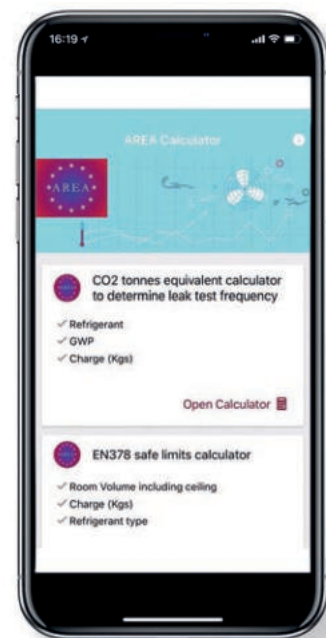 16:19
AREA Calculator
AREA
CO2 tonnes equivalent calculator
to determine leak test frequency
✓ Refrigerant
✓ GWP
✓ Charge (Kgs)
Open Calculator
EN378 safe limits calculator
✓ Room Volume including ceiling
✓ Charge (Kgs)
✓ Refrigerant type